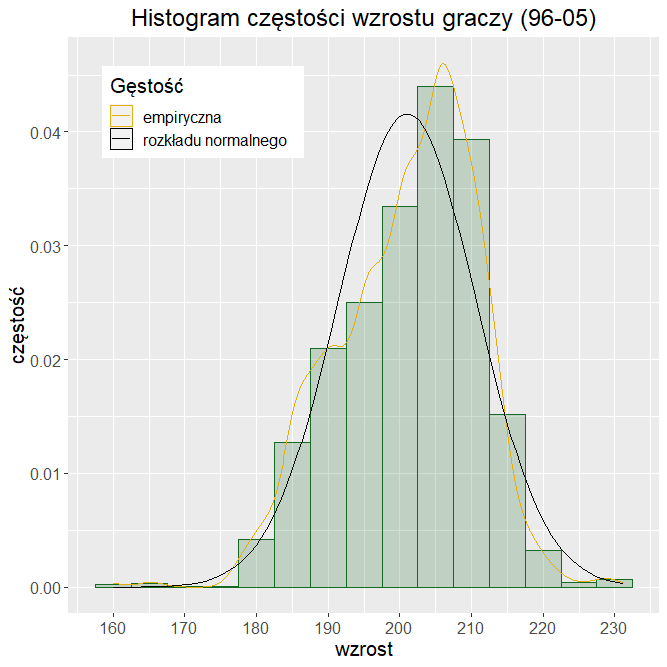 Histogram częstości wzrostu graczy (96-05)
Gęstość
empiryczna
rozkładu normalnego
częstość
0.04
0.03
0.02
0.01
0.00
160 170 180 190 200 210 220 230
wzrost